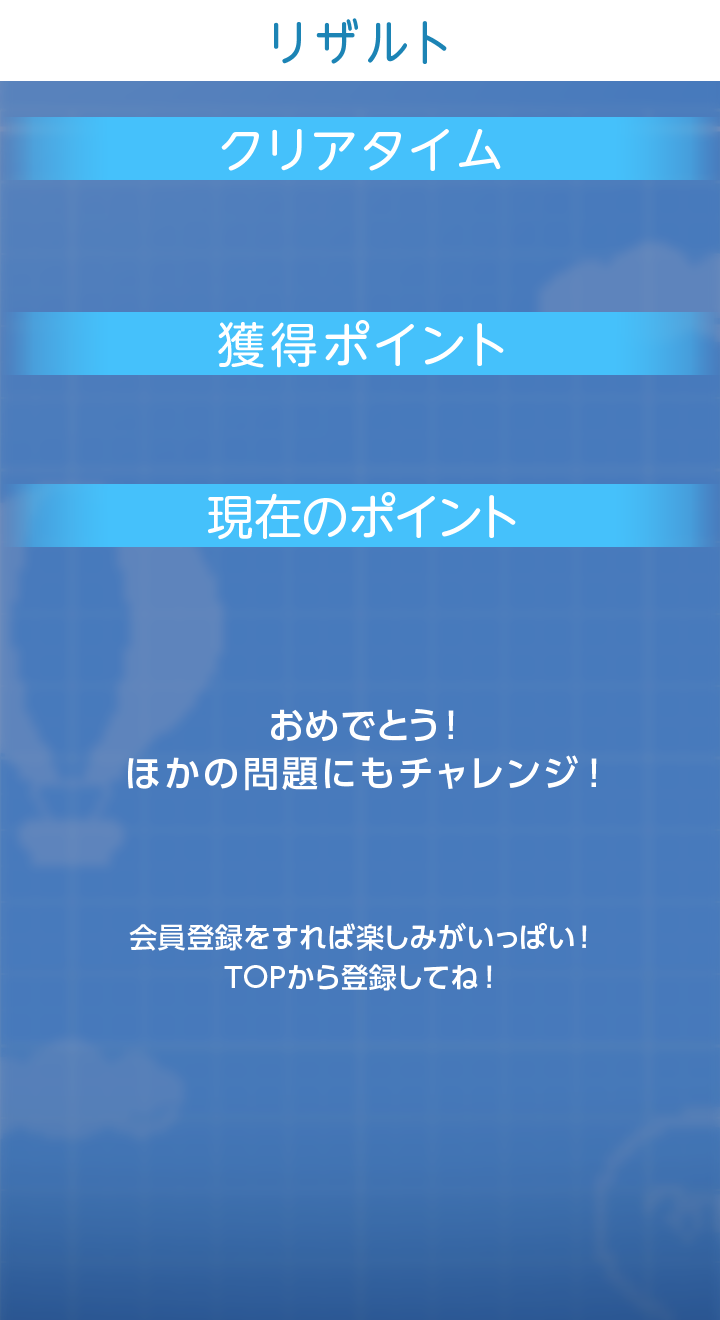 リザルト
クリアタイム
獲得ポイント
現在のポイント
おめでとう！
ほかの問題にもチャレンジ！
会員登録をすれば楽しみがいっぱい！
TOPから登録してね！